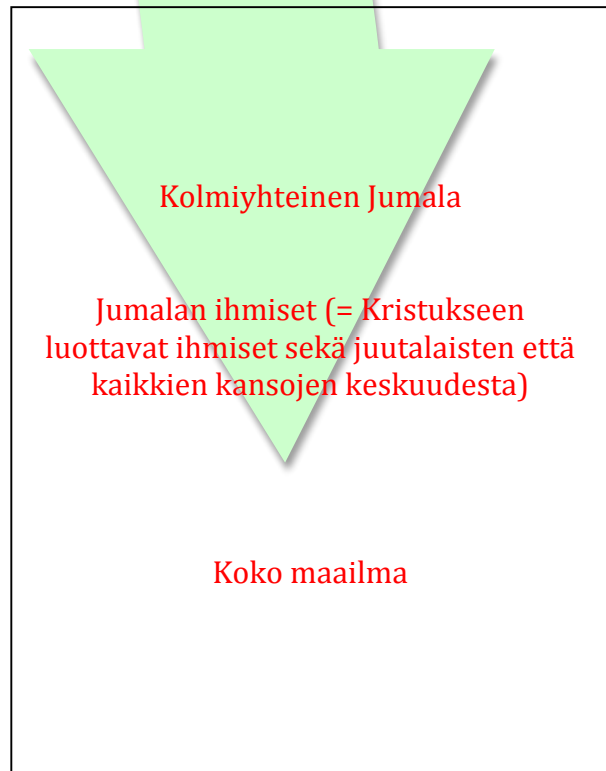 Kolmiyhteinen Jumala
Jumalan ihmiset (= Kristukseen
luottavat ihmiset sekä juutalaisten että
kaikkien kansojen keskuudesta)
Koko maailma